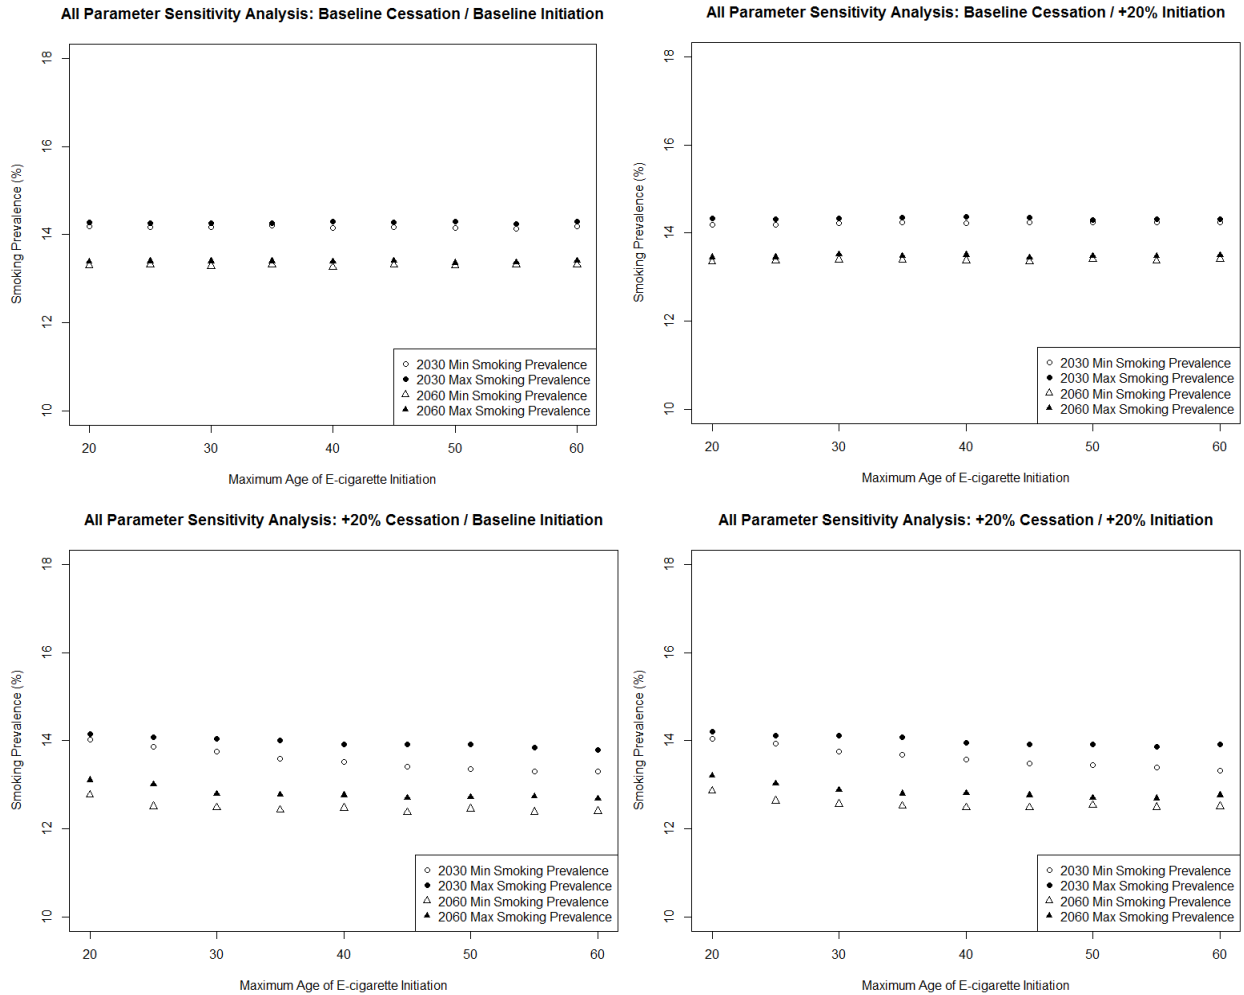 All Parameter Sensitivity Analysis: Baseline Cessation / Baseline Initiation
18
16
14
12
10
Smoking Prevalence (%)
2030 Min Smoking Prevalence
2030 Max Smoking Prevalence
2060 Min Smoking Prevalence
2060 Max Smoking Prevalence
20 30 40 50 60
Maximum Age of E-cigarette Initiation
All Parameter Sensitivity Analysis: Baseline Cessation / +20% Initiation
18
16
14
12
10
Smoking Prevalence (%)
2030 Min Smoking Prevalence
2030 Max Smoking Prevalence
2060 Min Smoking Prevalence
2060 Max Smoking Prevalence
20 30 40 50 60
Maximum Age of E-cigarette Initiation
All Parameter Sensitivity Analysis: +20% Cessation / Baseline Initiation
18
16
14
12
10
Smoking Prevalence (%)
2030 Min Smoking Prevalence
2030 Max Smoking Prevalence
2060 Min Smoking Prevalence
2060 Max Smoking Prevalence
20 30 40 50 60
Maximum Age of E-cigarette Initiation
All Parameter Sensitivity Analysis: +20% Cessation / +20% Initiation
18
16
14
12
10
Smoking Prevalence (%)
2030 Min Smoking Prevalence
2030 Max Smoking Prevalence
2060 Min Smoking Prevalence
2060 Max Smoking Prevalence
20 30 40 50 60
Maximum Age of E-cigarette Initiation